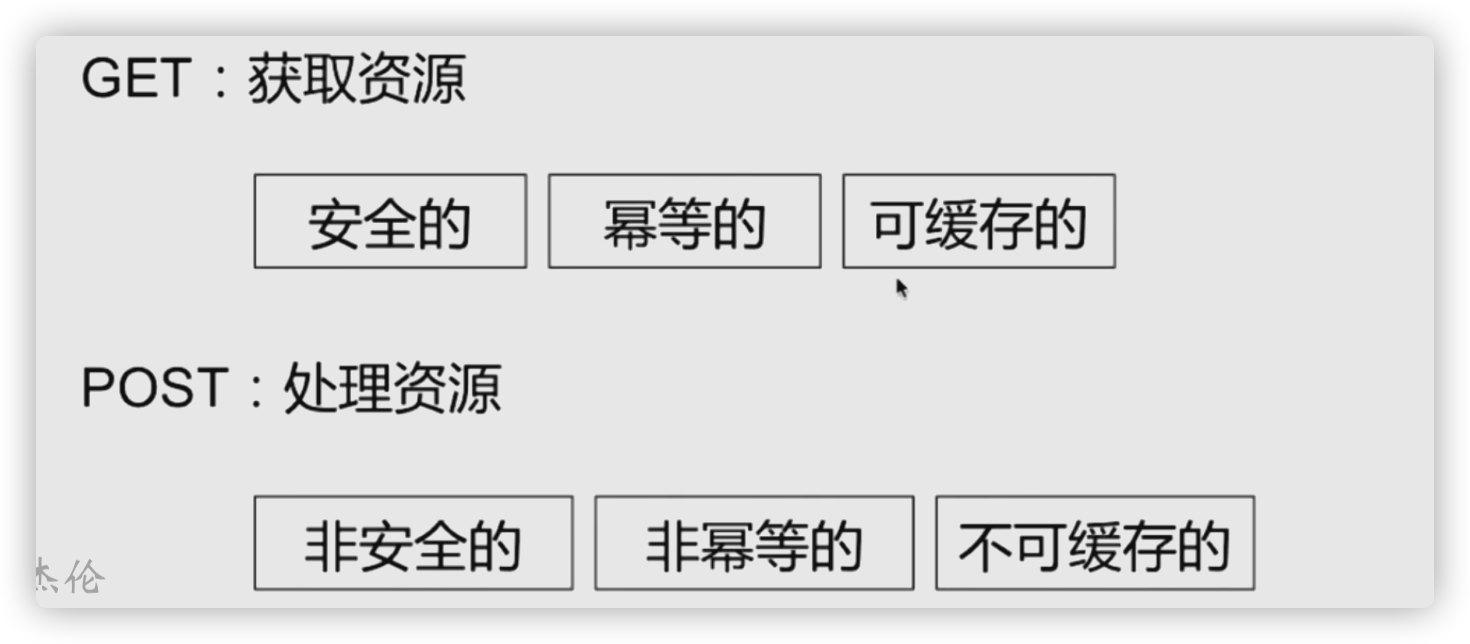 GET：获取资源
安全的 幂等的 可缓存的
POST：处理资源
非安全的 非幂等的 不可缓存的
杰伦